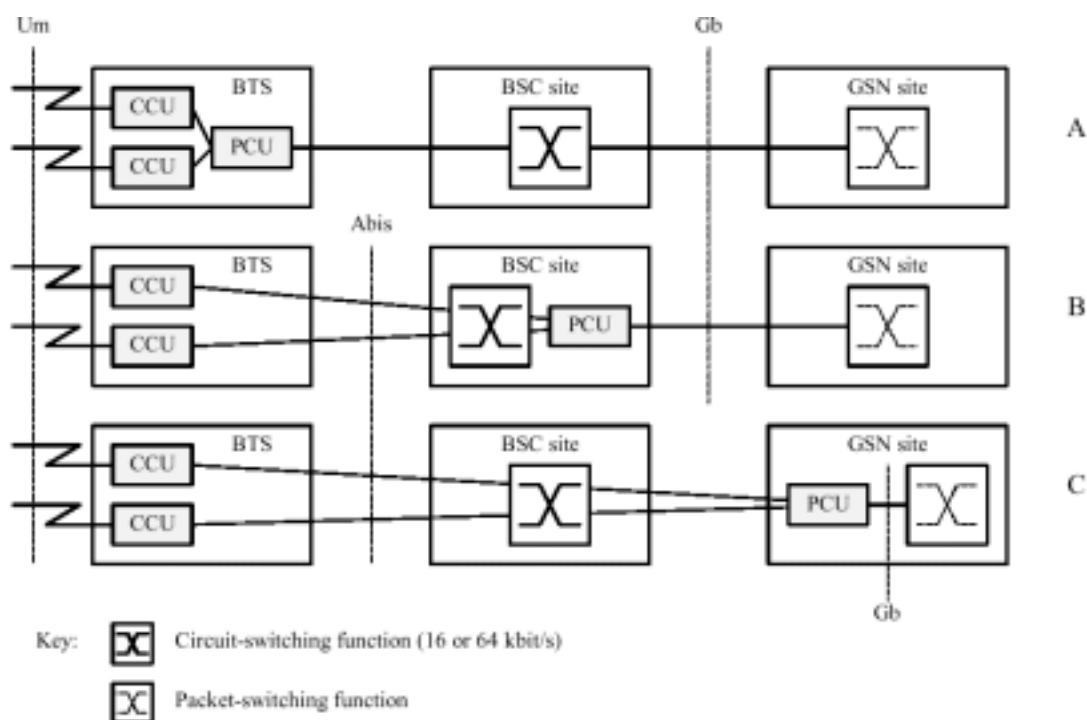 Um
Gb
BTS
BSC site
GSN site
CCU
PCU
CCU
A
Abis
BTS
BSC site
GSN site
CCU
PCU
CCU
B
BTS
BSC site
GSN site
CCU
PCU
CCU
C
Gb
Key:
Circuit-switching function (16 or 64 kbit/s)
Packet-switching function